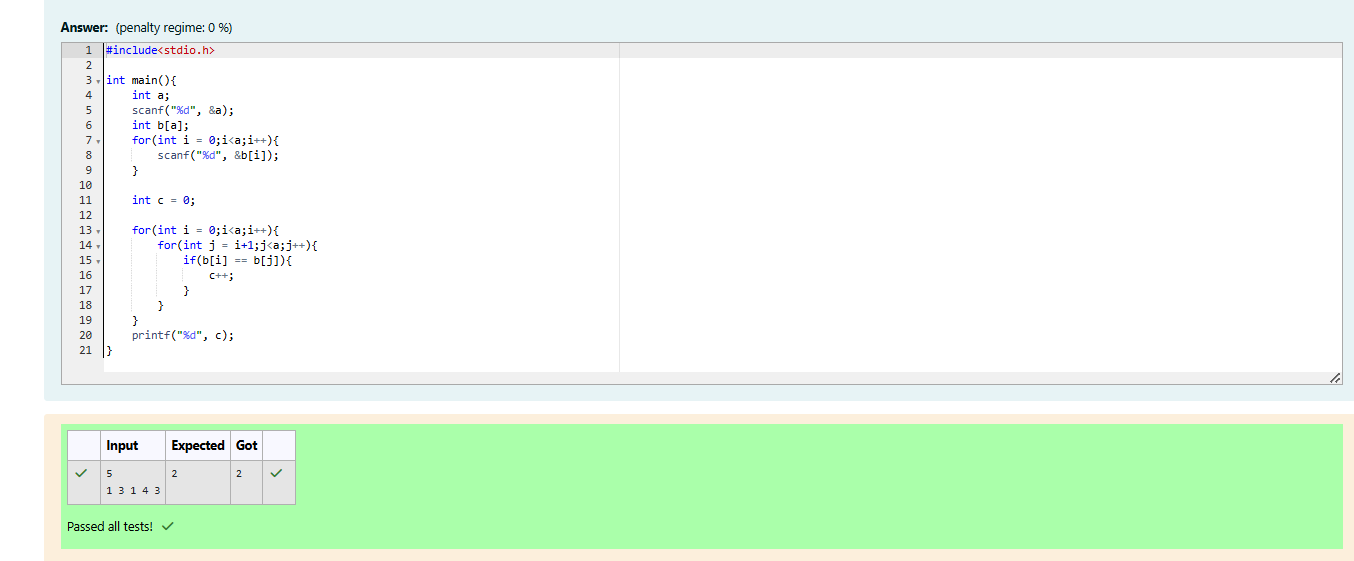 Answer: (penalty regime: 0 %)
1 #include<stdio.h>
2
3 int main(){
4     int a;
5     scanf("%d", &a);
6     int b[a];
7     for(int i = 0;i<a;i++){
8         scanf("%d", &b[i]);
9     }
10
11     int c = 0;
12
13     for(int i = 0;i<a;i++){
14         for(int j = i+1;j<a;j++){
15             if(b[i] == b[j]){
16                 c++;
17             }
18         }
19     }
20     printf("%d", c);
21 }
Input Expected Got
5 2 2
1 3 1 4 3
Passed all tests!